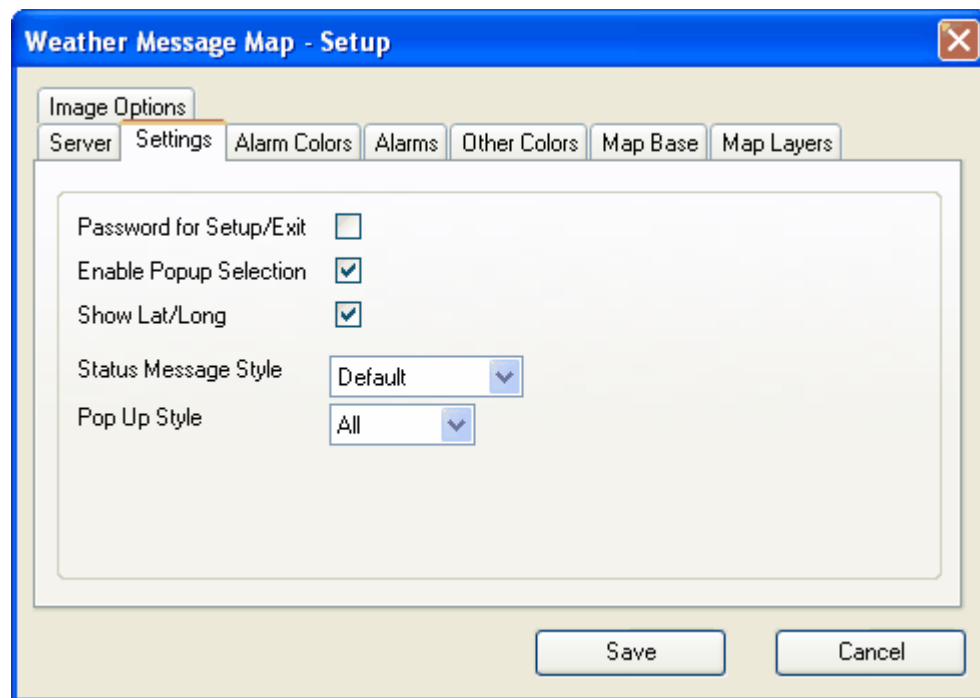 Weather Message Map - Setup
Image Options
Server Settings Alarm Colors Alarms Other Colors Map Base Map Layers
Password for Setup/Exit
Enable Popup Selection
Show Lat/Long
Status Message Style Default
Pop Up Style All
Save Cancel